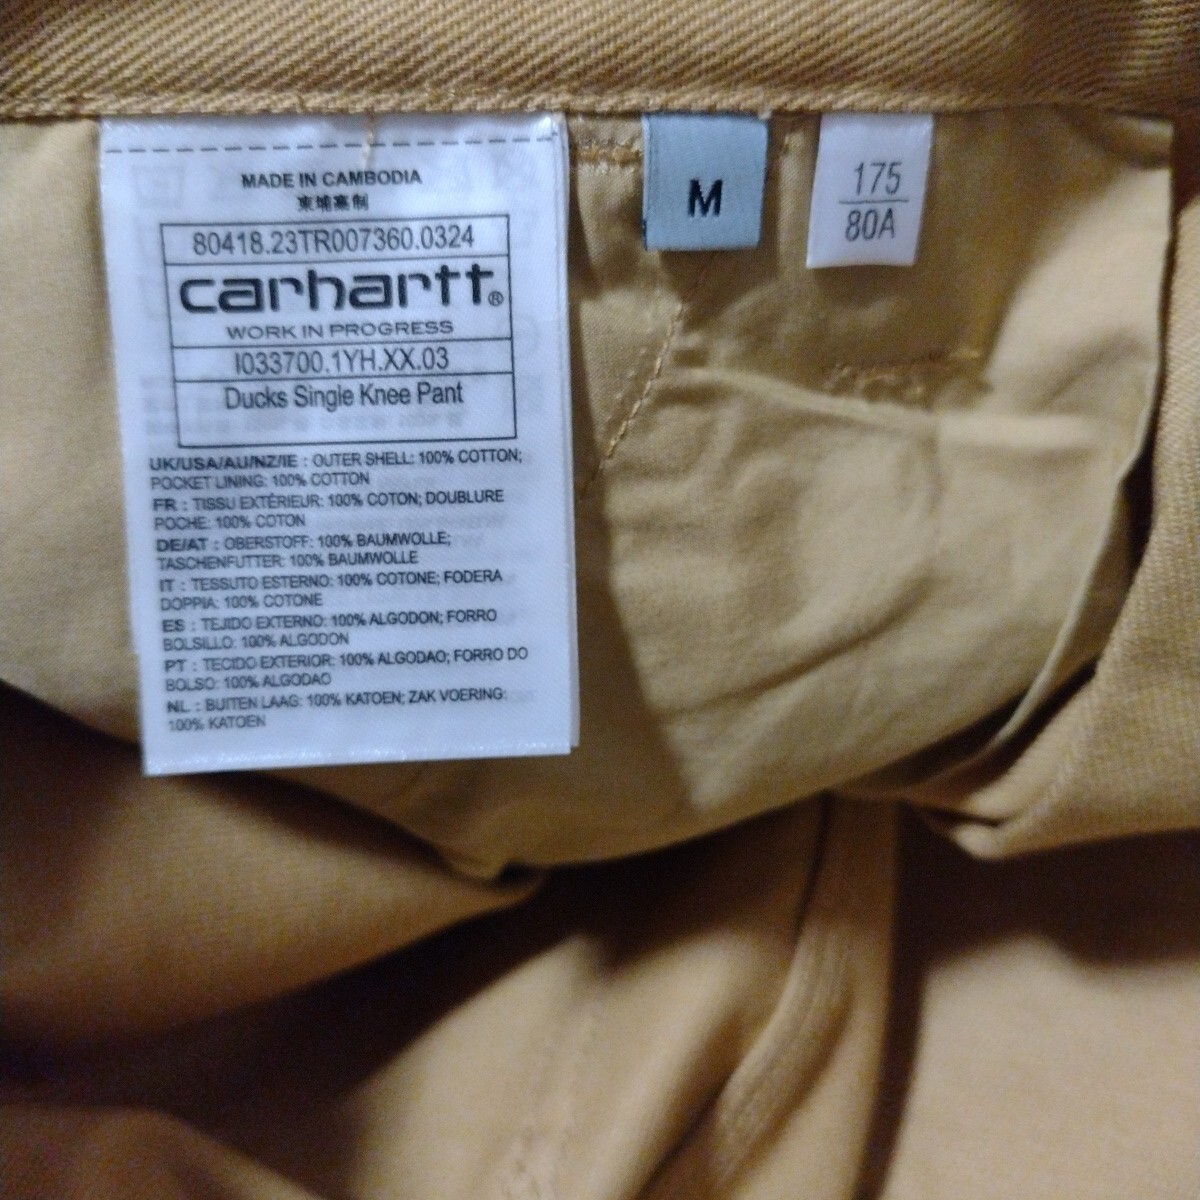 MADE IN CAMBODIA
柬埔寨制
80418.23TR007360.0324
carhartt®
WORK IN PROGRESS
I033700.1YH.XX.03
Ducks Single Knee Pant
UK/USA/AU/NZ/IE : OUTER SHELL: 100% COTTON;
POCKET LINING: 100% COTTON
FR : TISSU EXTÉRIEUR: 100% COTON; DOUBLURE
POCHE: 100% COTON
DE/AT : OBERSTOFF: 100% BAUMWOLLE;
TASCHENFUTTER: 100% BAUMWOLLE
IT : TESSUTO ESTERNO: 100% COTONE; FODERA
DOPPIA: 100% COTONE
ES : TEJIDO EXTERNO: 100% ALGODON; FORRO
BOLSILLO: 100% ALGODON
PT : TECIDO EXTERIOR: 100% ALGODAO; FORRO DO
BOLSO: 100% ALGODAO
NL : BUITEN LAAG: 100% KATOEN; ZAK VOERING:
100% KATOEN
M
175
80A